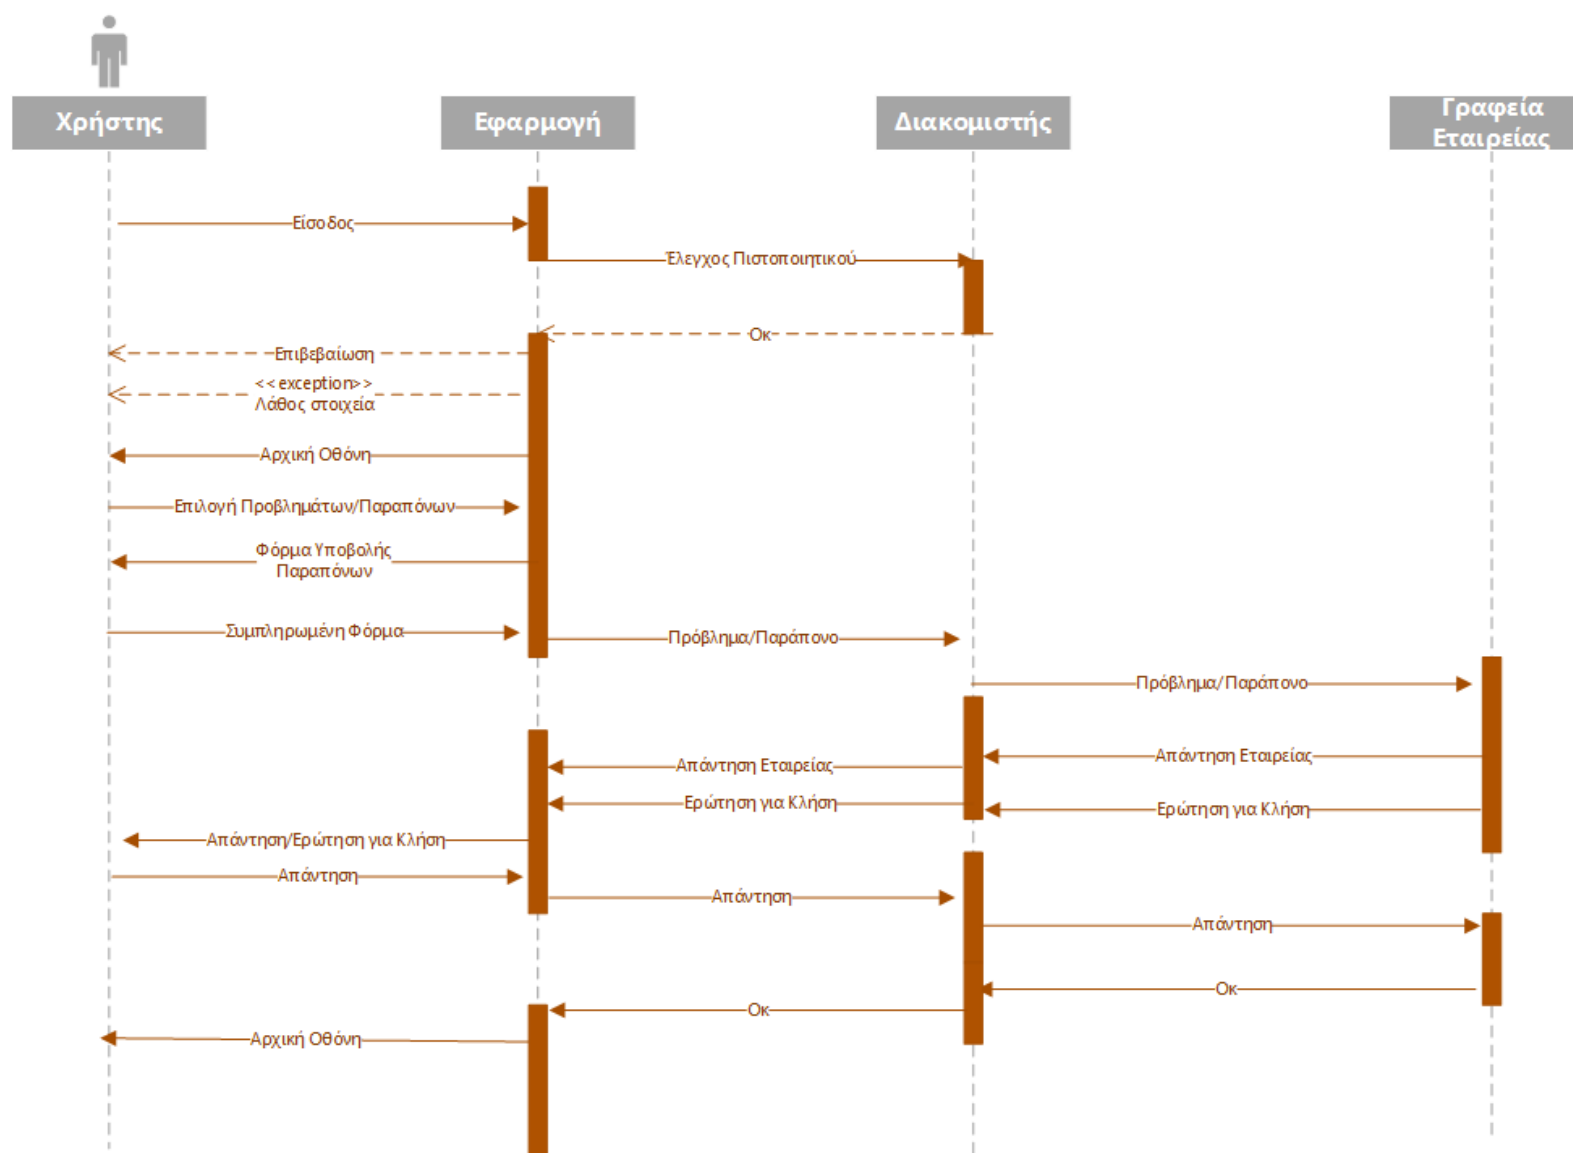 Χρήστης
Εφαρμογή
Διακομιστής
Γραφεία
Εταιρείας
Είσοδος
Έλεγχος Πιστοποιητικού
Οκ
Επιβεβαίωση
<<exception>>
Λάθος στοιχεία
Αρχική Οθόνη
Επιλογή Προβλημάτων/Παραπόνων
Φόρμα Υποβολής
Παραπόνων
Συμπληρωμένη Φόρμα
Πρόβλημα/Παράπονο
Πρόβλημα/Παράπονο
Απάντηση Εταιρείας
Απάντηση Εταιρείας
Ερώτηση για Κλήση
Ερώτηση για Κλήση
Απάντηση/Ερώτηση για Κλήση
Απάντηση
Απάντηση
Απάντηση
Οκ
Οκ
Αρχική Οθόνη